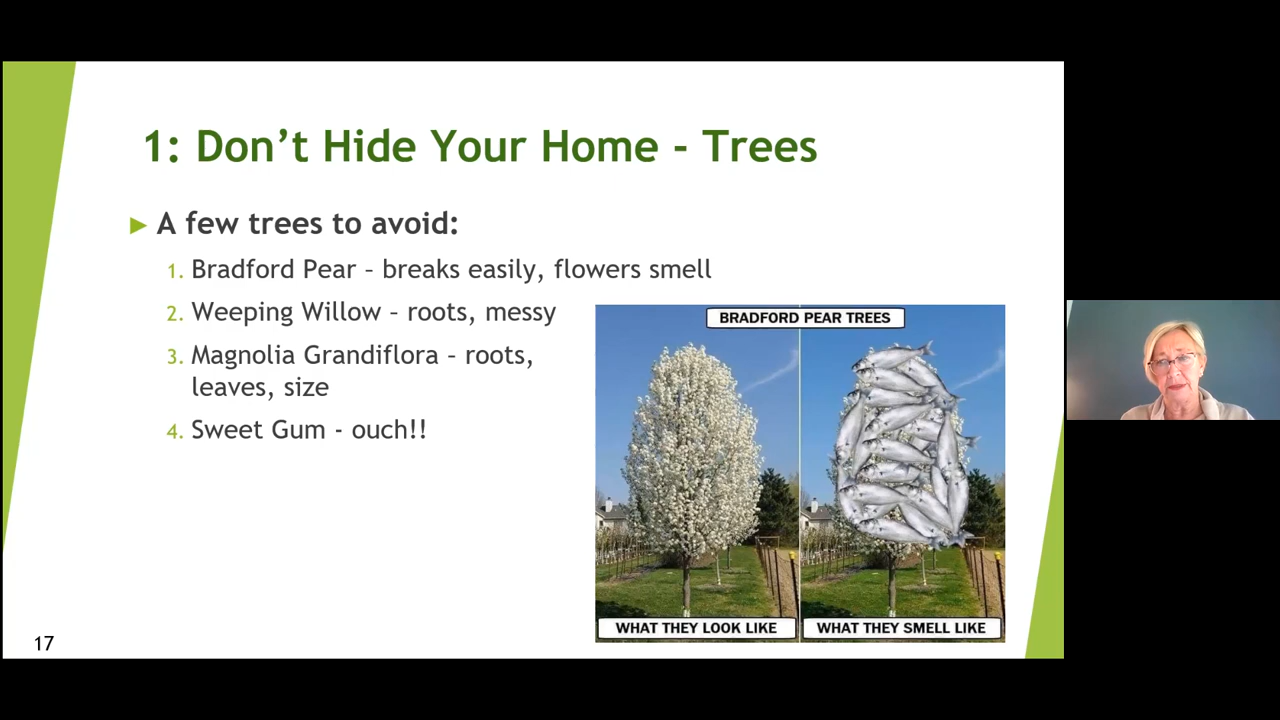 1: Don’t Hide Your Home - Trees
► A few trees to avoid:
1. Bradford Pear – breaks easily, flowers smell
2. Weeping Willow – roots, messy
3. Magnolia Grandiflora – roots,
leaves, size
4. Sweet Gum - ouch!!
BRADFORD PEAR TREES
WHAT THEY LOOK LIKE
WHAT THEY SMELL LIKE
17